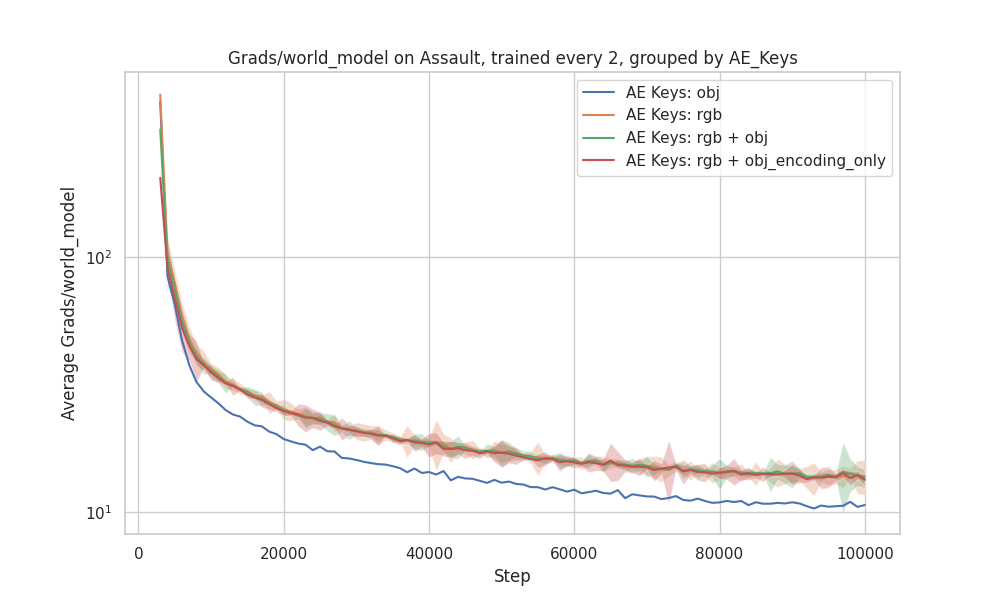 Grads/world_model on Assault, trained every 2, grouped by AE_Keys
AE Keys: obj
AE Keys: rgb
AE Keys: rgb + obj
AE Keys: rgb + obj_encoding_only
Average Grads/world_model
10²
10¹
0 20000 40000 60000 80000 100000
Step